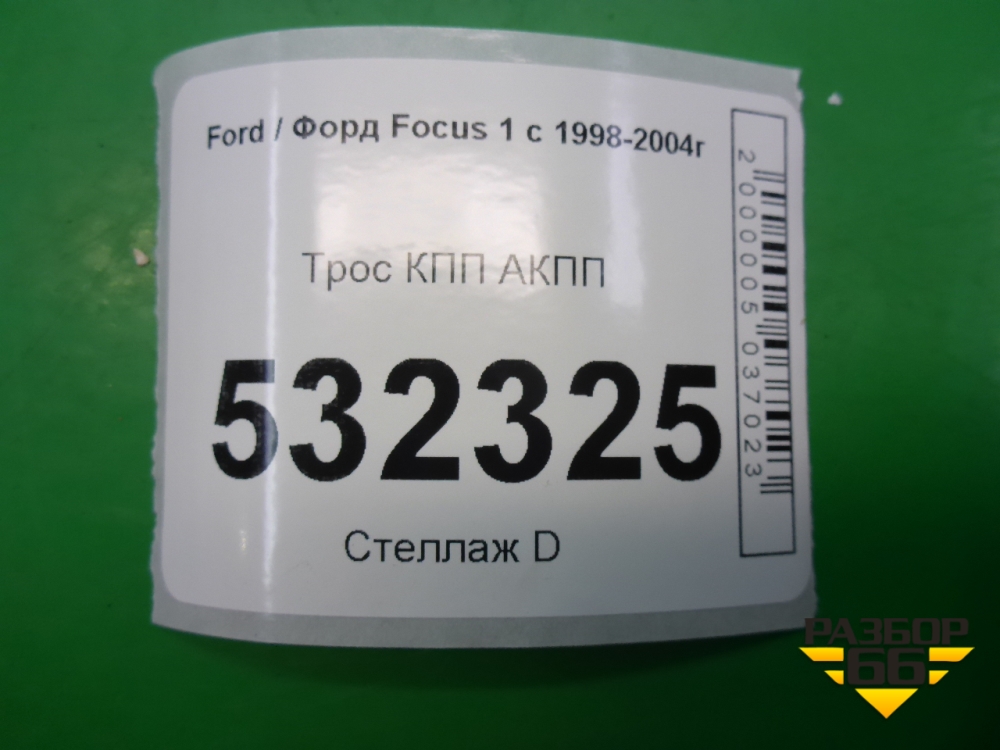 Ford / Форд Focus 1 с 1998-2004г
Трос КПП АКПП
532325
Стеллаж D
2000005037023
РАЗБОР
66